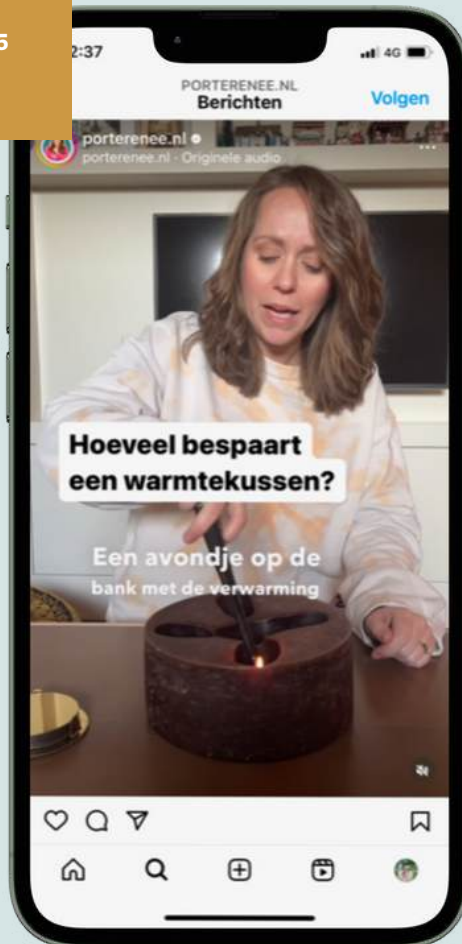 5
2:37
4G
PORTERENEE.NL
Berichten
Volgen
porterenee.nl
porterenee.nl · Originele audio
Hoeveel bespaart
een warmtekussen?
Een avondje op de
bank met de verwarming